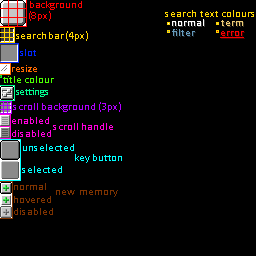 background
(8px)
search bar (4px)
slot
resize
title colour
settings
scroll background (3px)
enabled
disabled
scroll handle
unselected
key button
selected
normal
hovered
disabled
new memory
search text colours
normal
term
filter
error